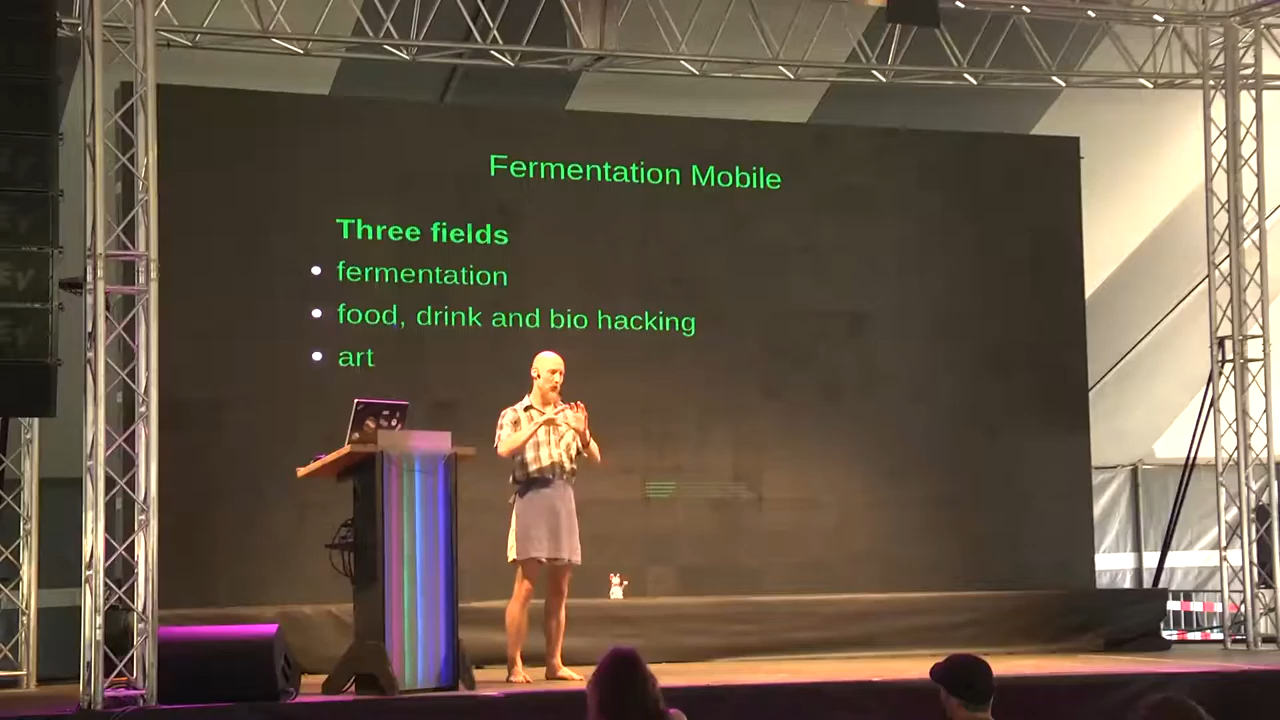 Fermentation Mobile
Three fields
fermentation
food, drink and bio hacking
art